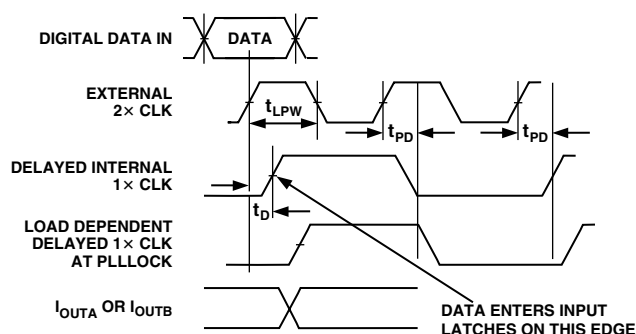 DIGITAL DATA IN
DATA
EXTERNAL
2× CLK
tLPW
tPD
tPD
DELAYED INTERNAL
1× CLK
tD
LOAD DEPENDENT
DELAYED 1× CLK
AT PLLLOCK
IOUTA OR IOUTB
DATA ENTERS INPUT
LATCHES ON THIS EDGE